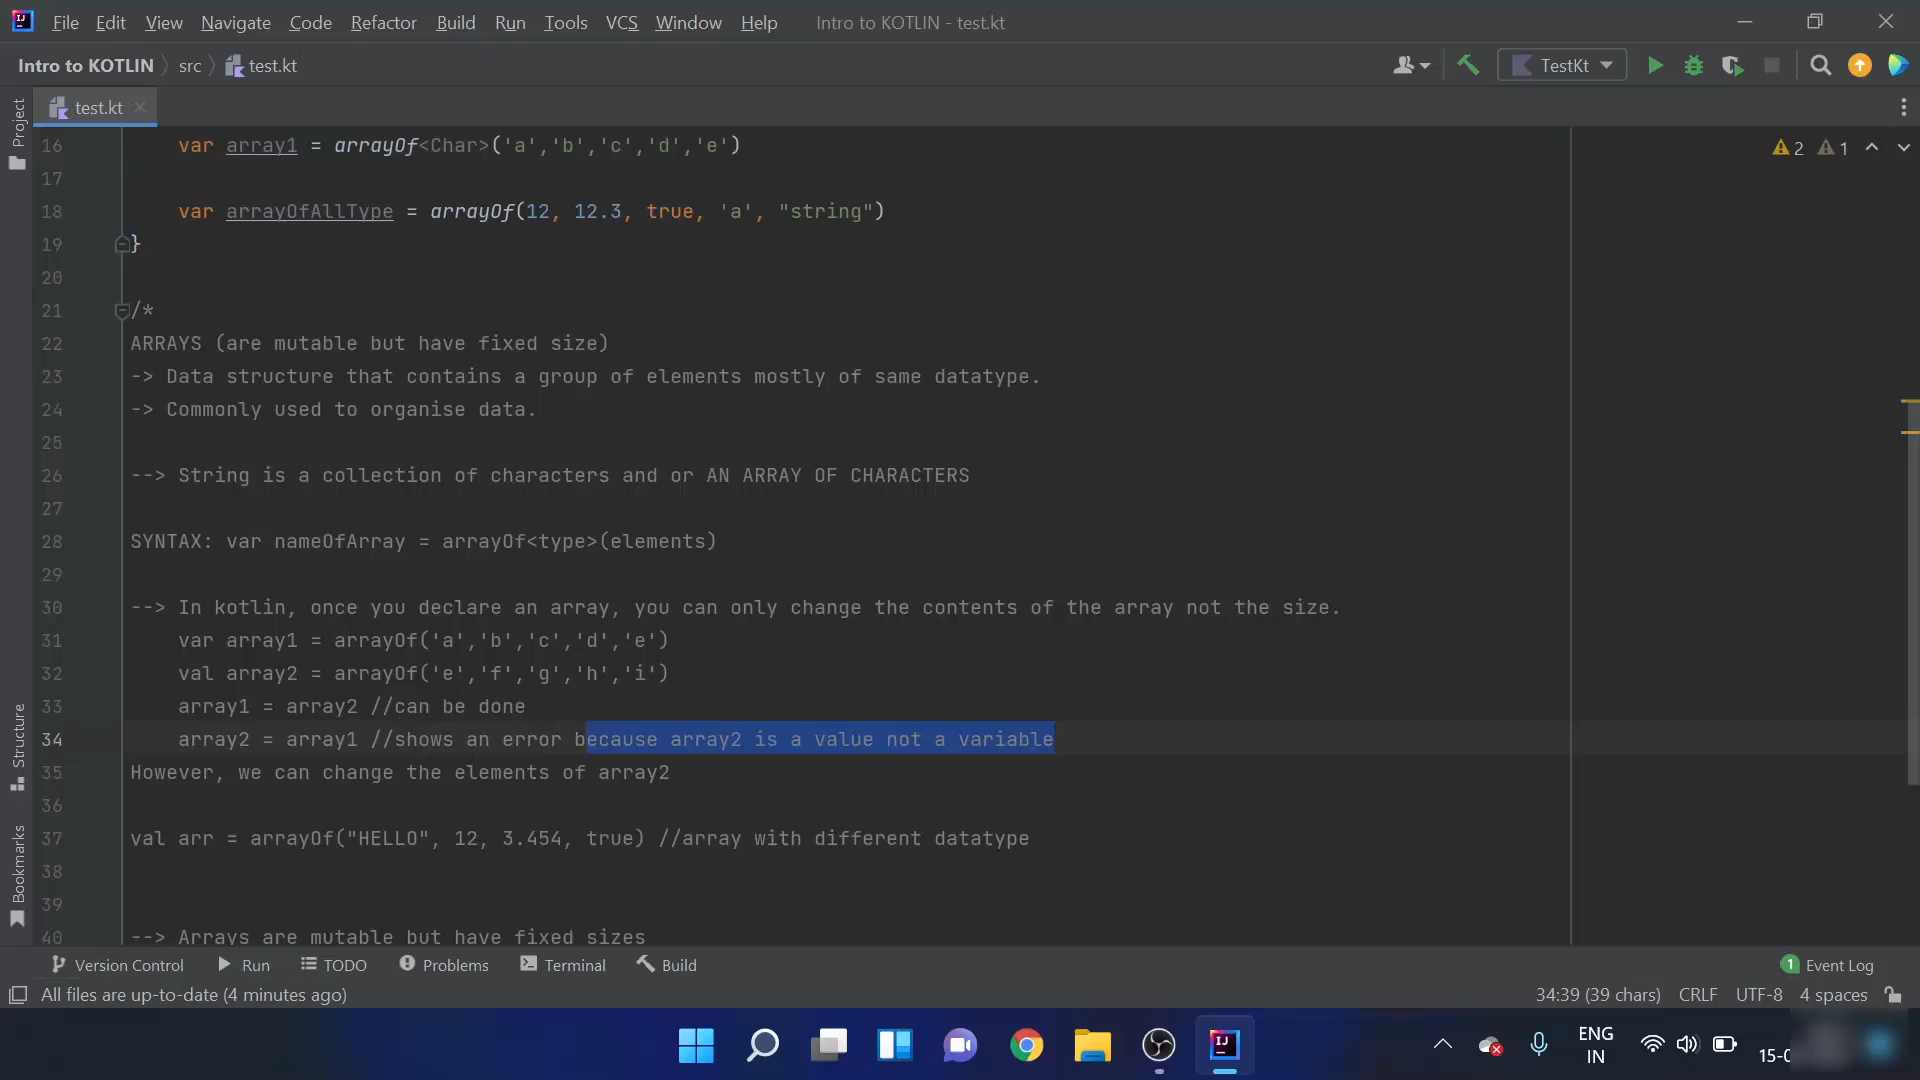 File Edit View Navigate Code Refactor Build Run Tools VCS Window Help Intro to KOTLIN - test.kt
Intro to KOTLIN src test.kt TestKt
Project
test.kt
16 var array1 = arrayOf<Char>('a','b','c','d','e')
2 1
17
18 var arrayOfAllType = arrayOf(12, 12.3, true, 'a', "string")
19 }
20
21 /*
22 ARRAYS (are mutable but have fixed size)
23 -> Data structure that contains a group of elements mostly of same datatype.
24 -> Commonly used to organise data.
25
26 --> String is a collection of characters and or AN ARRAY OF CHARACTERS
27
28 SYNTAX: var nameOfArray = arrayOf<type>(elements)
29
30 --> In kotlin, once you declare an array, you can only change the contents of the array not the size.
31 var array1 = arrayOf('a','b','c','d','e')
32 val array2 = arrayOf('e','f','g','h','i')
33 array1 = array2 //can be done
34 array2 = array1 //shows an error because array2 is a value not a variable
35 However, we can change the elements of array2
36
37 val arr = arrayOf("HELLO", 12, 3.454, true) //array with different datatype
38
39
40 --> Arrays are mutable but have fixed sizes
Structure
Bookmarks
Version Control Run TODO Problems Terminal Build 1 Event Log
All files are up-to-date (4 minutes ago) 34:39 (39 chars) CRLF UTF-8 4 spaces
ENG
IN